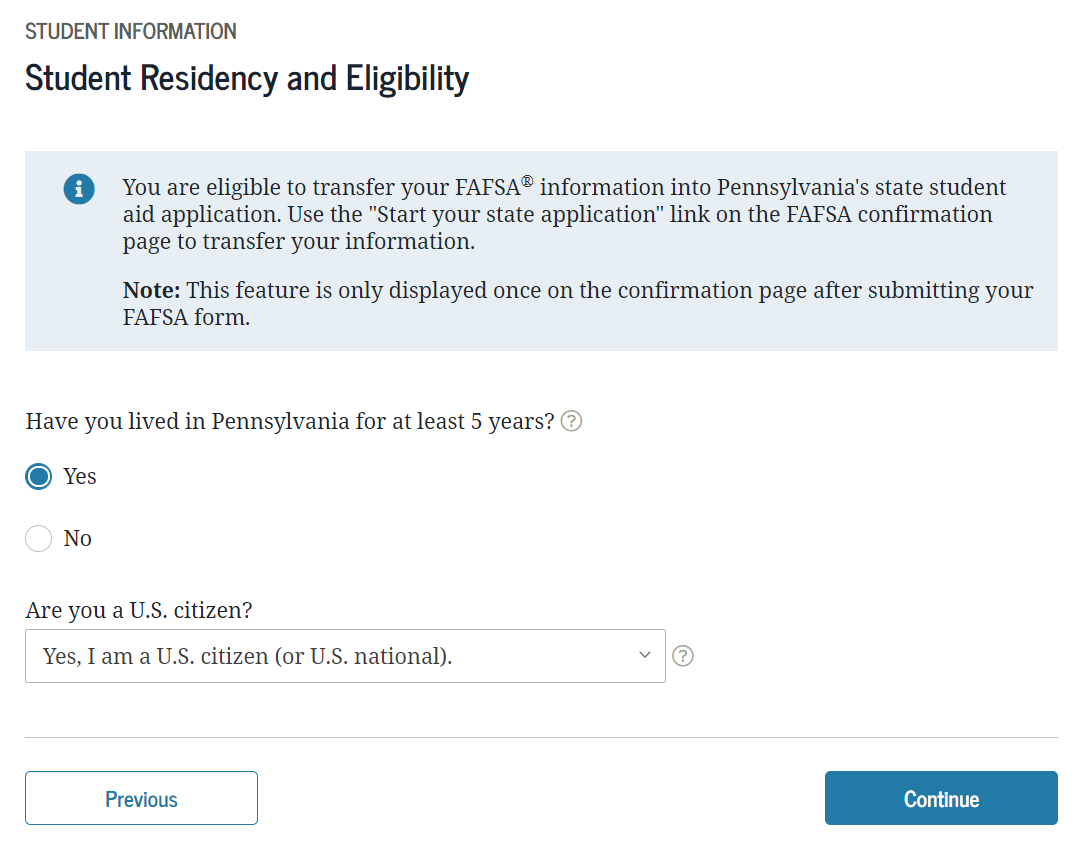 STUDENT INFORMATION
Student Residency and Eligibility
You are eligible to transfer your FAFSA® information into Pennsylvania's state student
aid application. Use the "Start your state application" link on the FAFSA confirmation
page to transfer your information.
Note: This feature is only displayed once on the confirmation page after submitting your
FAFSA form.
Have you lived in Pennsylvania for at least 5 years?
Yes
No
Are you a U.S. citizen?
Yes, I am a U.S. citizen (or U.S. national).
Previous
Continue